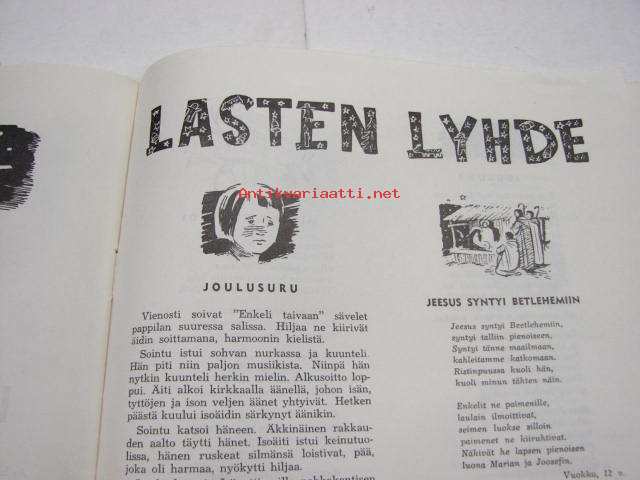 LASTEN LYHDE
Antikvariaatti.net
JOULUSURU
Vienosti soivat "Enkeli taivaan" sävelet
pappilan suuressa salissa. Hiljaa ne kiirivät
äidin soittamana, harmoonin kielistä.
Sointu istui sohvan nurkassa ja kuunteli.
Hän piti niin paljon musiikista. Niinpä hän
nytkin kuunteli herkin mielin. Alkusoitto lop-
pui. Äiti alkoi kirkkaalla äänellä, johon isän,
tyttöjen ja ison veljen äänet yhtyivät. Hetken
päästä kuului isoäidin särkynyt äänikin.
Sointu katsoi häneen. Äkkinäinen rakkau-
den aalto täytti hänet. Isoäiti istui keinutuo-
lissa, hänen ruskeat silmänsä loistivat, pää,
joka oli harmaa, nyökytti hiljaa.
JEESUS SYNTYI BETLEHEMIIN
Jeesus syntyi Beetlehemiin,
syntyi talliin pienoiseen,
Syntyi tänne maailmaan,
kahleitamme katkomaan.
Ristinpuussa kuoli hän,
kuoli minun tähten näin.
Enkelit ne paimenille,
laulain ilmoittivat,
seimen luokse silloin
paimenet ne kiiruhtivat.
Näkivät he lapsen pienoisen
luona Marian ja Joosefin.
Vuokko, 12 v.